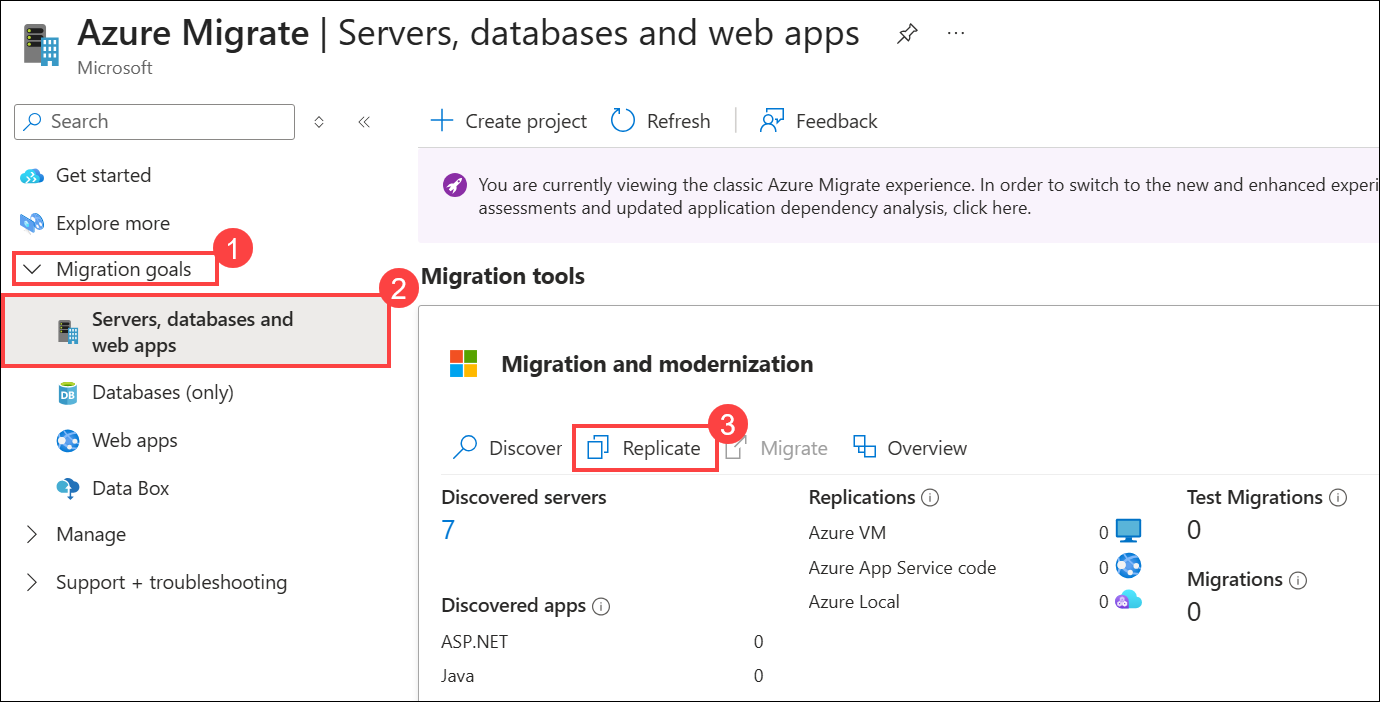 Azure Migrate | Servers, databases and web apps
Microsoft
Search
Create project
Refresh
Feedback
Get started
Explore more
Migration goals
1
Servers, databases and
web apps
2
Databases (only)
Web apps
Data Box
Manage
Support + troubleshooting
You are currently viewing the classic Azure Migrate experience. In order to switch to the new and enhanced experi
assessments and updated application dependency analysis, click here.
Migration tools
Migration and modernization
Discover
Replicate
3
Migrate
Overview
Discovered servers
7
Discovered apps
ASP.NET 0
Java 0
Replications
Azure VM 0
Azure App Service code 0
Azure Local 0
Test Migrations
0
Migrations
0
DB